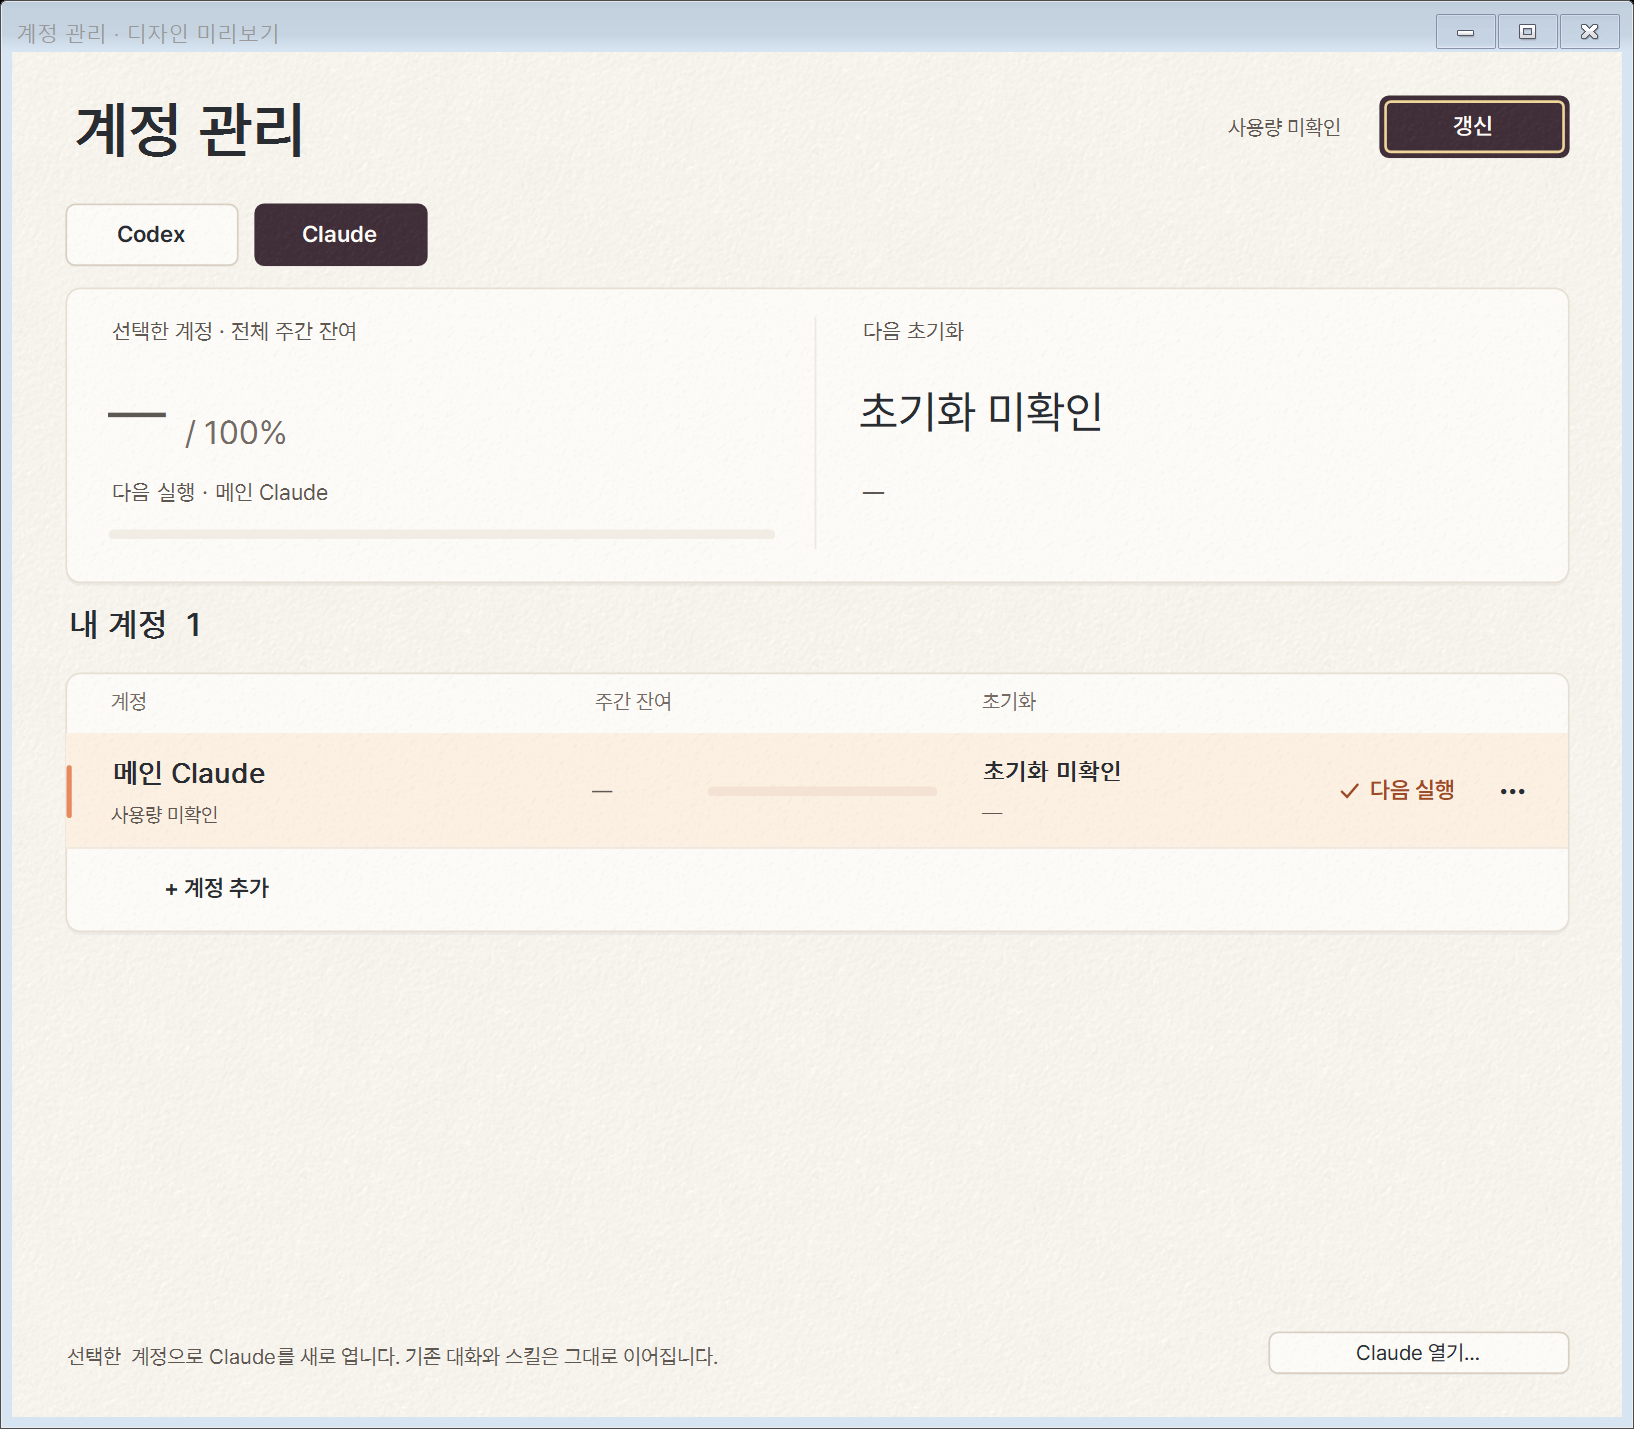 계정 관리 · 디자인 미리보기
계정 관리
사용량 미확인
갱신
Codex
Claude
선택한 계정 · 전체 주간 잔여
— / 100%
다음 실행 · 메인 Claude
다음 초기화
초기화 미확인
—
내 계정 1
계정
주간 잔여
초기화
메인 Claude
사용량 미확인
—
초기화 미확인
—
✓ 다음 실행
•••
+ 계정 추가
선택한 계정으로 Claude를 새로 엽니다. 기존 대화와 스킬은 그대로 이어집니다.
Claude 열기...